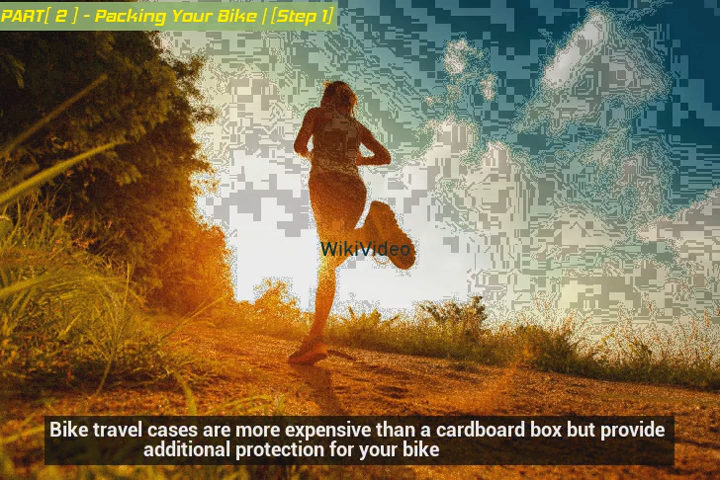 PART[ 2 ] - Packing Your Bike | [Step 1]
WikiVideo
Bike travel cases are more expensive than a cardboard box but provide
additional protection for your bike